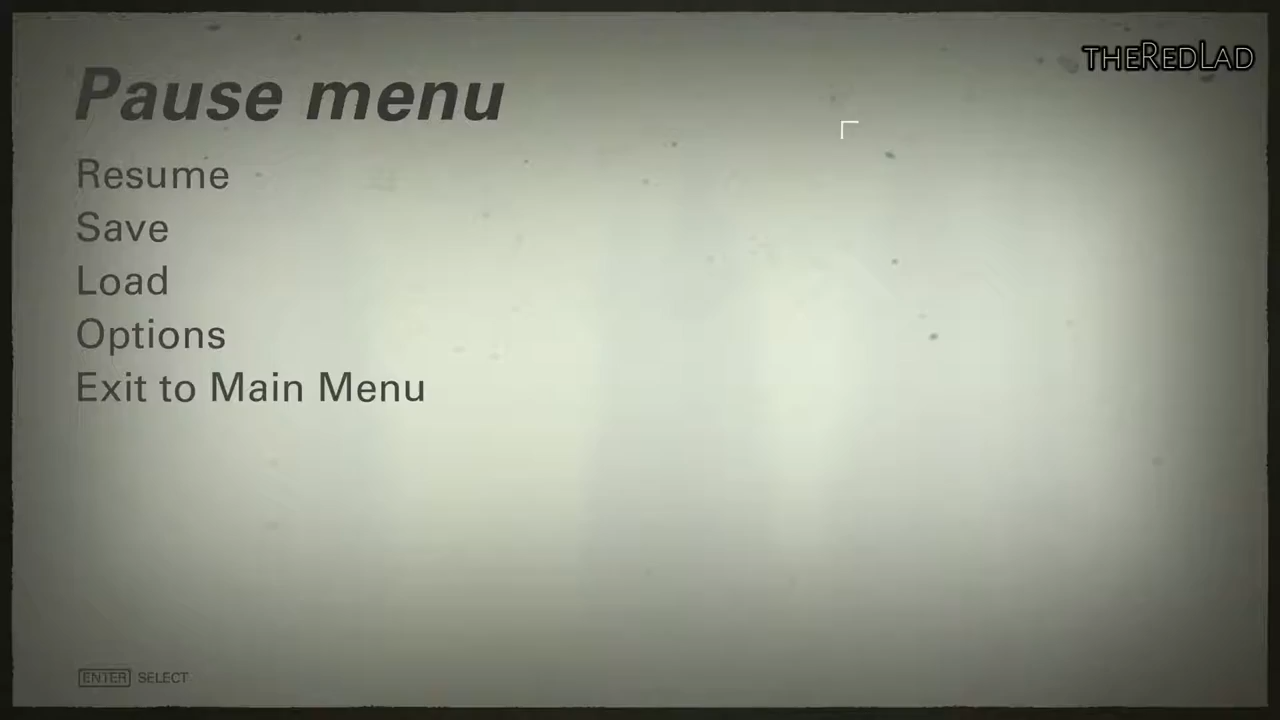 THEREDLAD
Pause menu
Resume
Save
Load
Options
Exit to Main Menu
ENTER SELECT